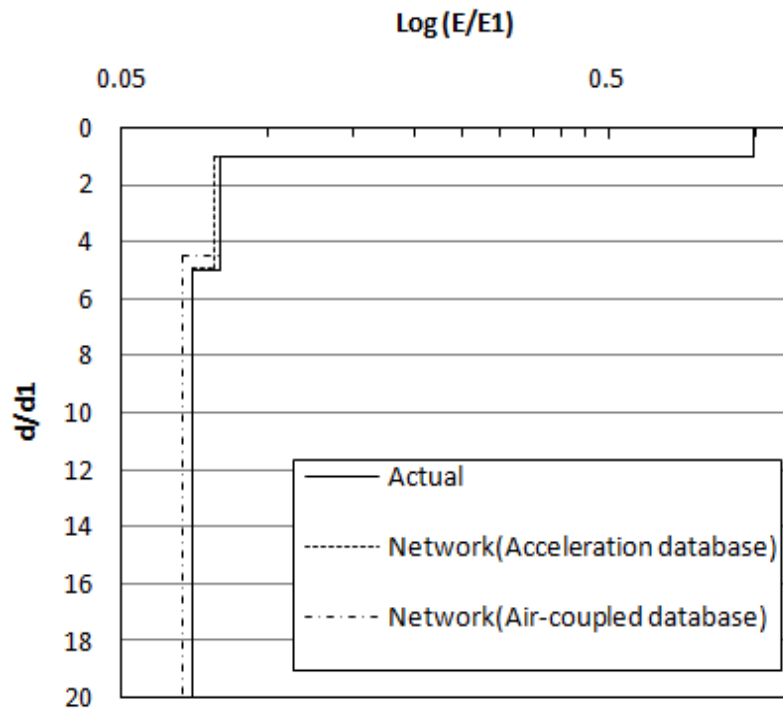 Log (E/E1)
0.05 0.5
0
2
4
6
8
10
12
14
16
18
20
d/d1
Actual
Network(Acceleration database)
Network(Air-coupled database)